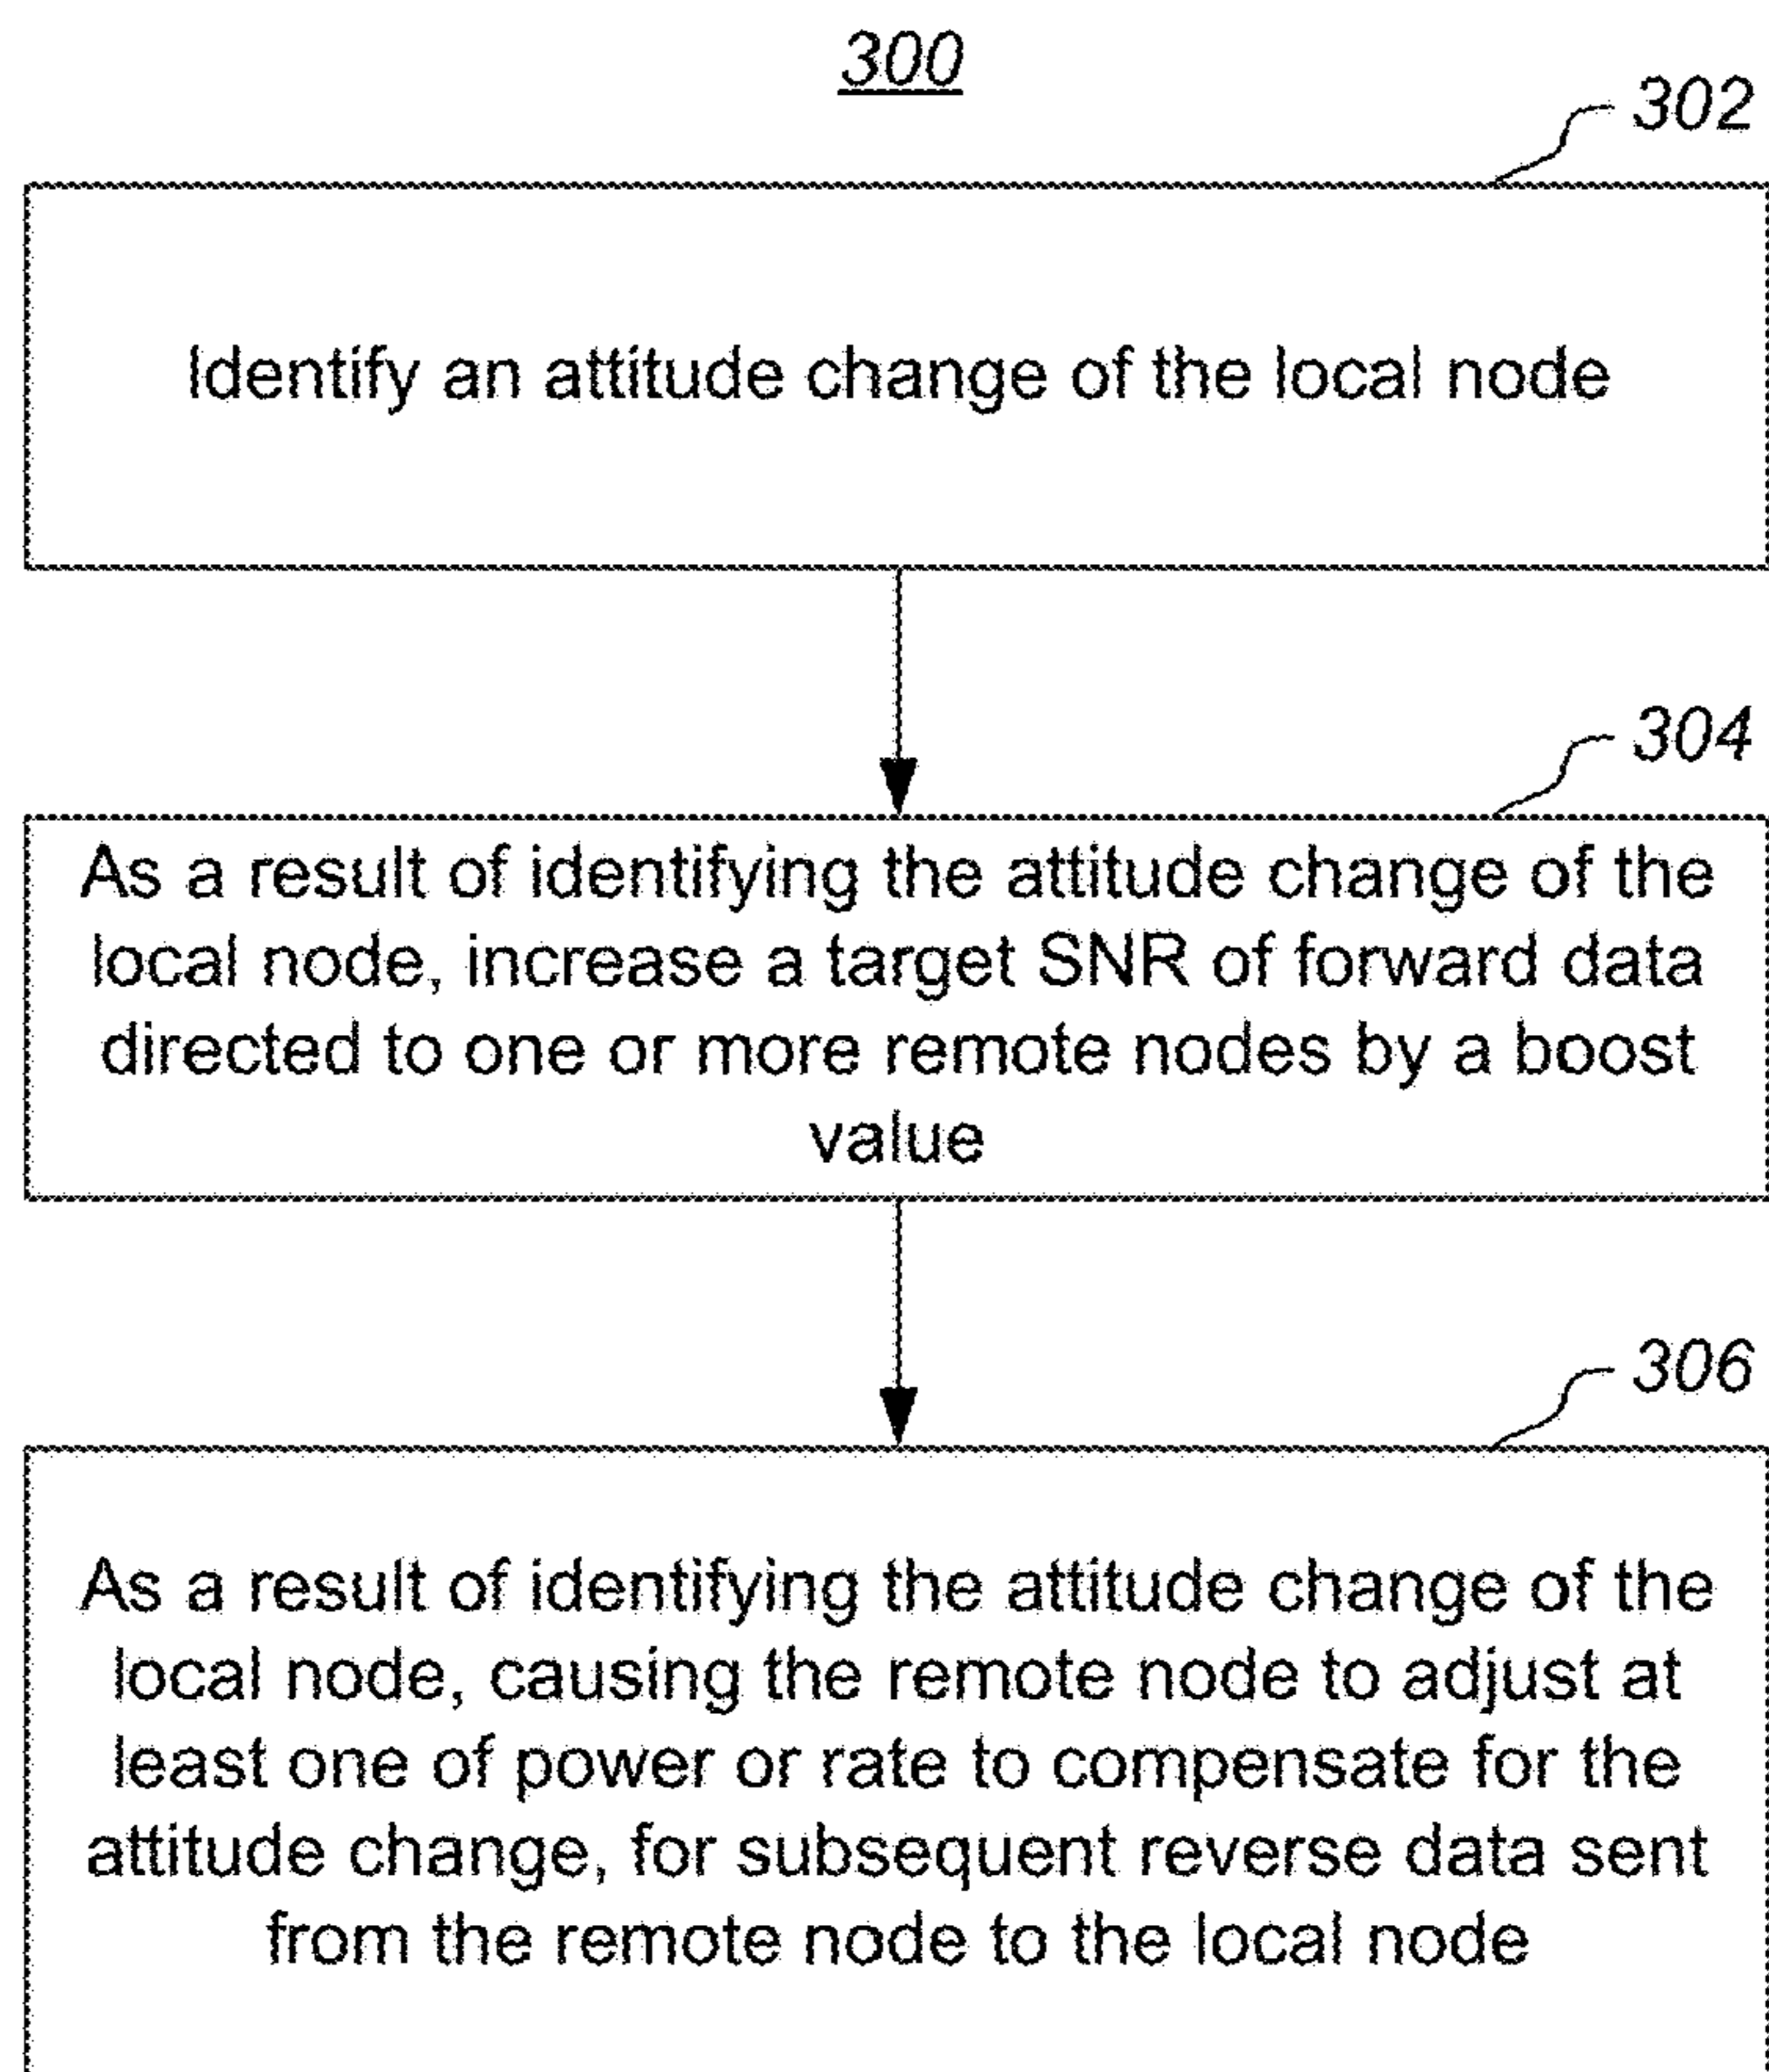 300
302
Identify an attitude change of the local node
304
As a result of identifying the attitude change of the
local node, increase a target SNR of forward data
directed to one or more remote nodes by a boost
value
306
As a result of identifying the attitude change of the
local node, causing the remote node to adjust at
least one of power or rate to compensate for the
attitude change, for subsequent reverse data sent
from the remote node to the local node